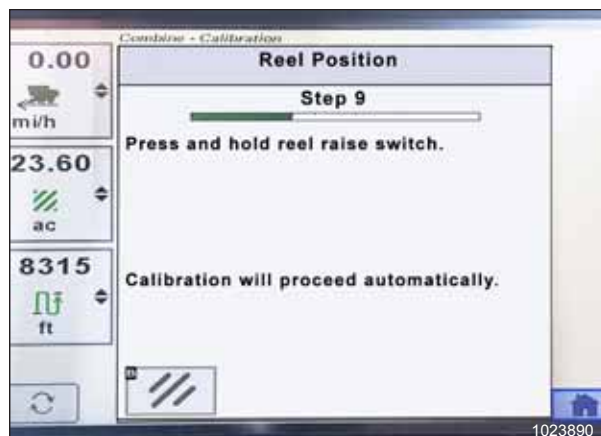 Combine - Calibration
0.00
mi/h
23.60
ac
8315
ft
Reel Position
Step 9
Press and hold reel raise switch.
Calibration will proceed automatically.
1023890